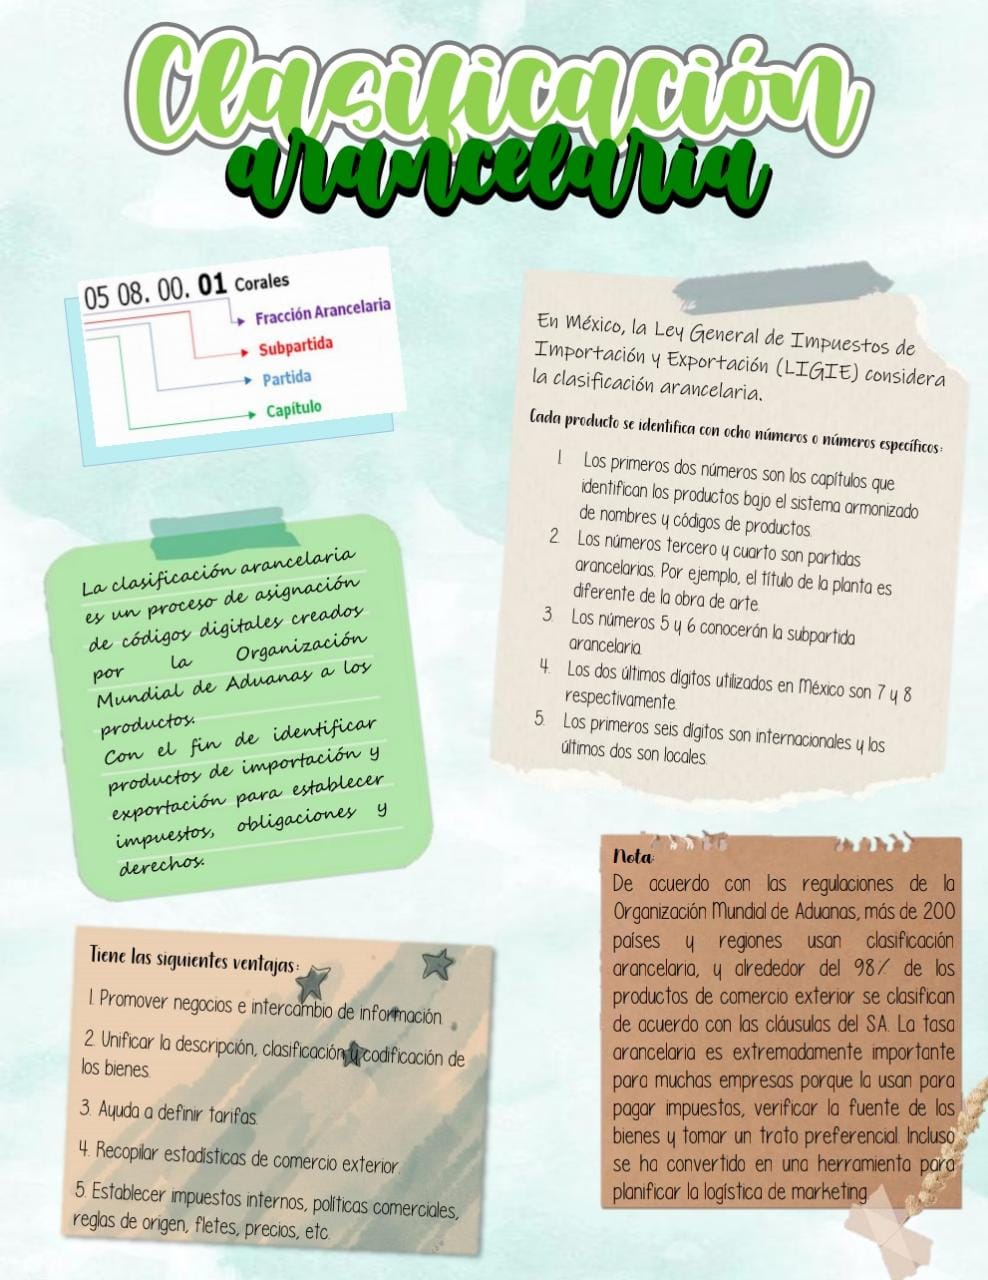 Clasificación
arancelaria
05 08. 00. 01 Corales
Fracción Arancelaria
Subpartida
Partida
Capítulo
En México, la Ley General de Impuestos de
Importación y Exportación (LIGIE) considera
la clasificación arancelaria.
Cada producto se identifica con ocho números o números específicos:
1. Los primeros dos números son los capítulos que
identifican los productos bajo el sistema armonizado
de nombres y códigos de productos.
2. Los números tercero y cuarto son partidas
arancelarias. Por ejemplo, el título de la planta es
diferente de la obra de arte.
3. Los números 5 y 6 conocerán la subpartida
arancelaria.
4. Los dos últimos dígitos utilizados en México son 7 y 8
respectivamente.
5. Los primeros seis dígitos son internacionales y los
últimos dos son locales.
La clasificación arancelaria
es un proceso de asignación
de códigos digitales creados
por la Organización
Mundial de Aduanas a los
productos.
Con el fin de identificar
productos de importación y
exportación para establecer
impuestos, obligaciones y
derechos.
Tiene las siguientes ventajas:
1. Promover negocios e intercambio de información.
2. Unificar la descripción, clasificación y codificación de
los bienes.
3. Ayuda a definir tarifas.
4. Recopilar estadísticas de comercio exterior.
5. Establecer impuestos internos, políticas comerciales,
reglas de origen, fletes, precios, etc.
Nota:
De acuerdo con las regulaciones de la
Organización Mundial de Aduanas, más de 200
países y regiones usan clasificación
arancelaria, y alrededor del 98% de los
productos de comercio exterior se clasifican
de acuerdo con las cláusulas del SA. La tasa
arancelaria es extremadamente importante
para muchas empresas porque la usan para
pagar impuestos, verificar la fuente de los
bienes y tomar un trato preferencial. Incluso
se ha convertido en una herramienta para
planificar la logística de marketing.